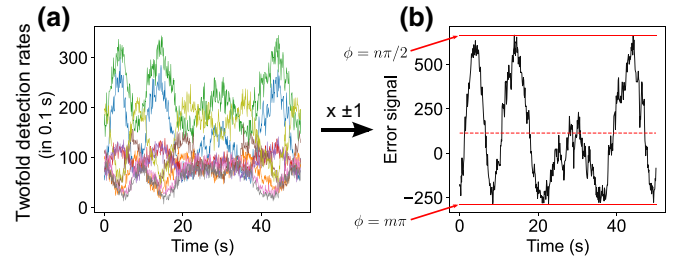 (a)
Twofold detection rates
(in 0.1 s)
300
200
100
0
0
20
40
Time (s)
x ±1
(b)
ϕ = nπ/2
ϕ = mπ
Error signal
500
250
0
−250
0
20
40
Time (s)